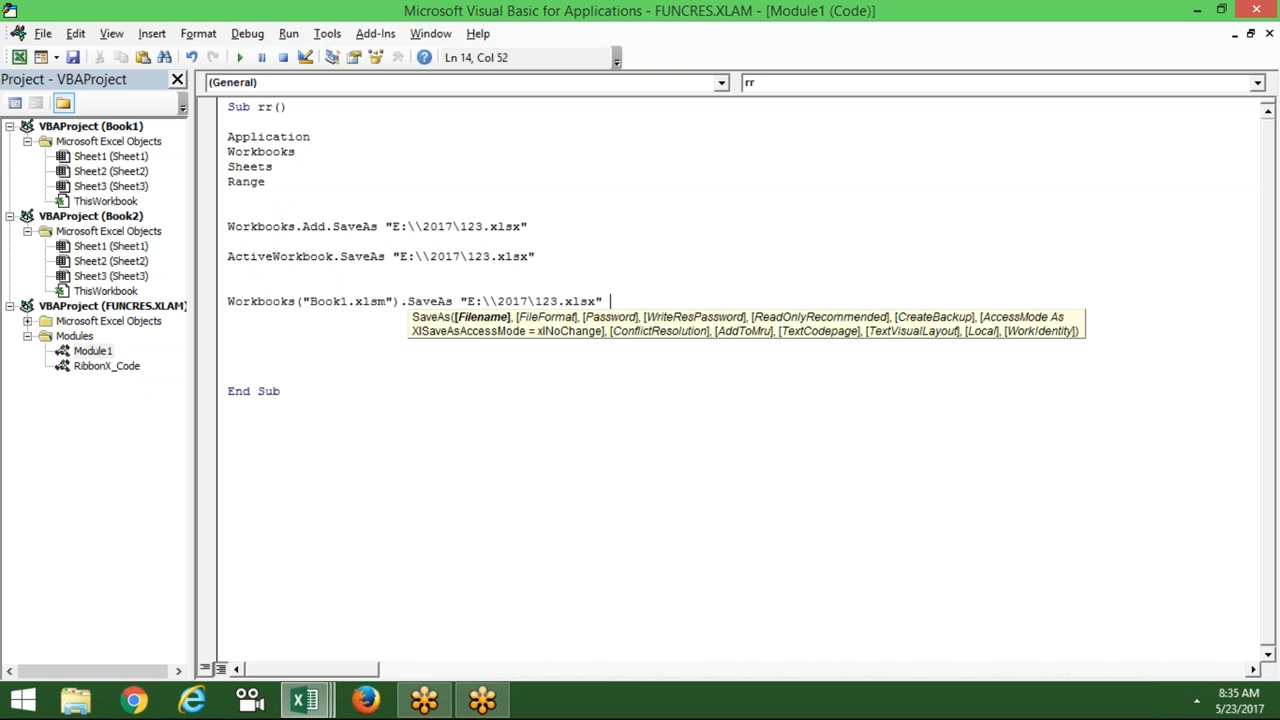 Microsoft Visual Basic for Applications - FUNCRES.XLAM - [Module1 (Code)]
File Edit View Insert Format Debug Run Tools Add-Ins Window Help
Ln 14, Col 52
Project - VBAProject
(General)
rr
VBAProject (Book1)
Microsoft Excel Objects
Sheet1 (Sheet1)
Sheet2 (Sheet2)
Sheet3 (Sheet3)
ThisWorkbook
VBAProject (Book2)
Microsoft Excel Objects
Sheet1 (Sheet1)
Sheet2 (Sheet2)
Sheet3 (Sheet3)
ThisWorkbook
VBAProject (FUNCRES.XLAM)
Microsoft Excel Objects
Modules
Module1
RibbonX_Code
Sub rr()
Application
Workbooks
Sheets
Range
Workbooks.Add.SaveAs "E:\\2017\123.xlsx"
ActiveWorkbook.SaveAs "E:\\2017\123.xlsx"
Workbooks("Book1.xlsm").SaveAs "E:\\2017\123.xlsx"
SaveAs([Filename], [FileFormat], [Password], [WriteResPassword], [ReadOnlyRecommended], [CreateBackup], [AccessMode As
XlSaveAsAccessMode = xlNoChange], [ConflictResolution], [AddToMru], [TextCodepage], [TextVisualLayout], [Local], [WorkIdentity])
End Sub
8:35 AM
5/23/2017